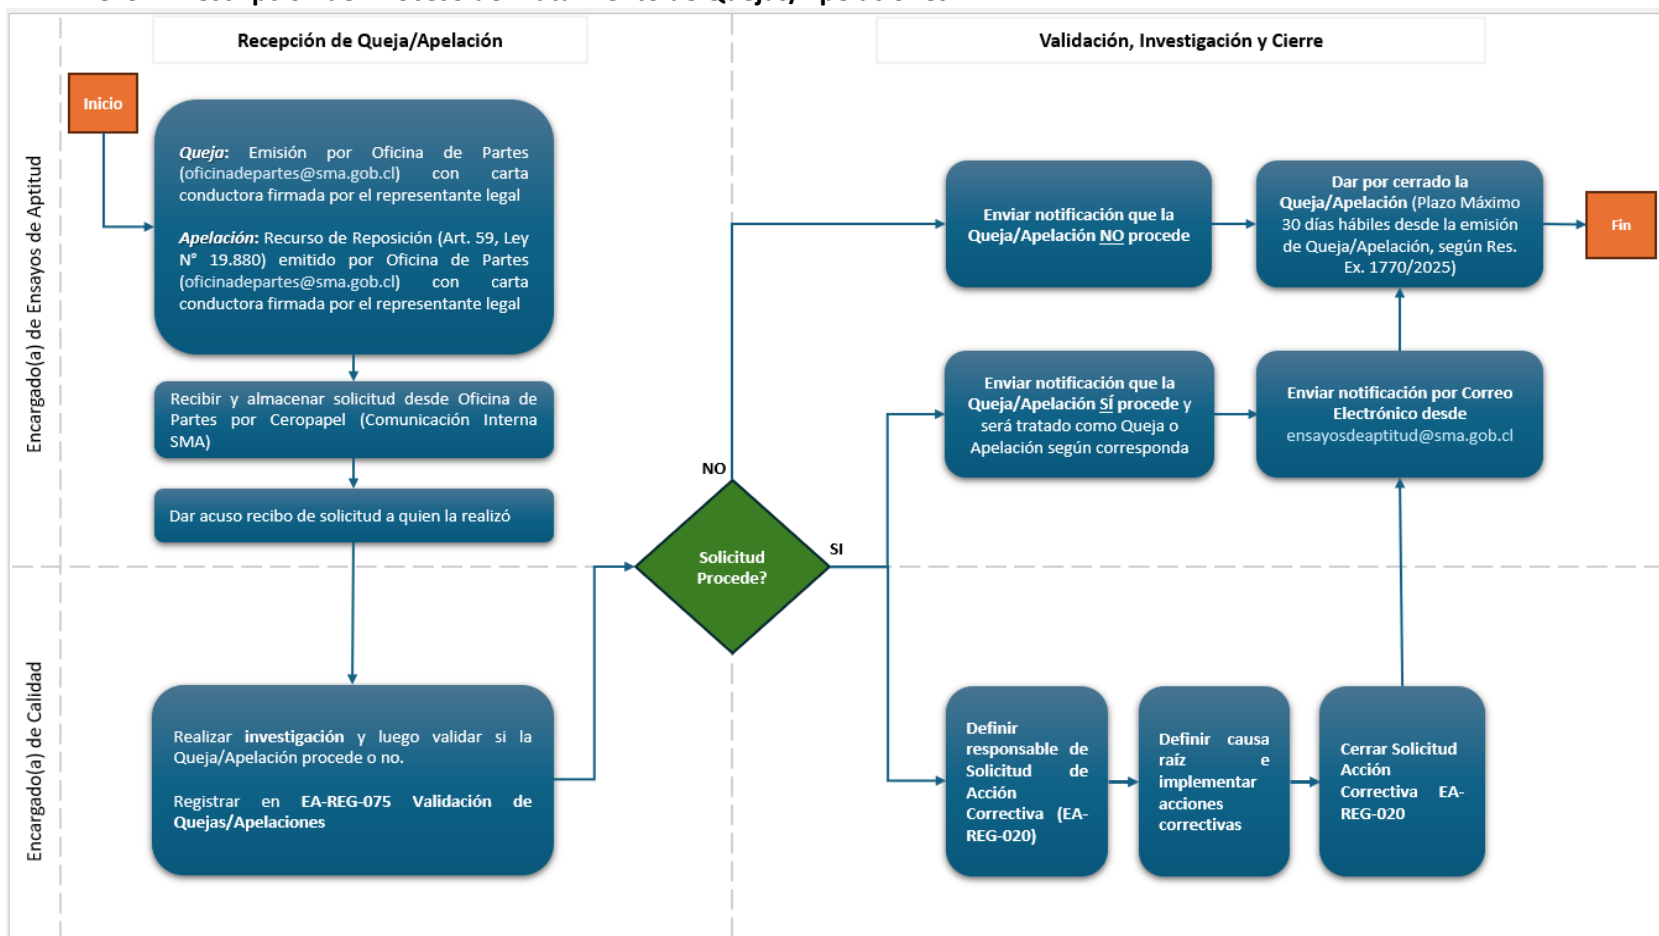 Recepción de Queja/Apelación
Validación, Investigación y Cierre
Encargado(a) de Ensayos de Aptitud
Encargado(a) de Calidad
Inicio
Queja: Emisión por Oficina de Partes
(oficinadepartes@sma.gob.cl) con carta
conductora firmada por el representante legal
Apelación: Recurso de Reposición (Art. 59, Ley
N° 19.880) emitido por Oficina de Partes
(oficinadepartes@sma.gob.cl) con carta
conductora firmada por el representante legal
Recibir y almacenar solicitud desde Oficina de
Partes por Ceropapel (Comunicación Interna
SMA)
Dar acuso recibo de solicitud a quien la realizó
Realizar investigación y luego validar si la
Queja/Apelación procede o no.
Registrar en EA-REG-075 Validación de
Quejas/Apelaciones
Solicitud
Procede?
NO
SI
Enviar notificación que la
Queja/Apelación NO procede
Dar por cerrado la
Queja/Apelación (Plazo Máximo
30 días hábiles desde la emisión
de Queja/Apelación, según Res.
Ex. 1770/2025)
Fin
Enviar notificación que la
Queja/Apelación SÍ procede y
será tratado como Queja o
Apelación según corresponda
Enviar notificación por Correo
Electrónico desde
ensayosdeaptitud@sma.gob.cl
Definir
responsable de
Solicitud de
Acción
Correctiva (EA-
REG-020)
Definir causa
raíz e
implementar
acciones
correctivas
Cerrar Solicitud
Acción
Correctiva EA-
REG-020